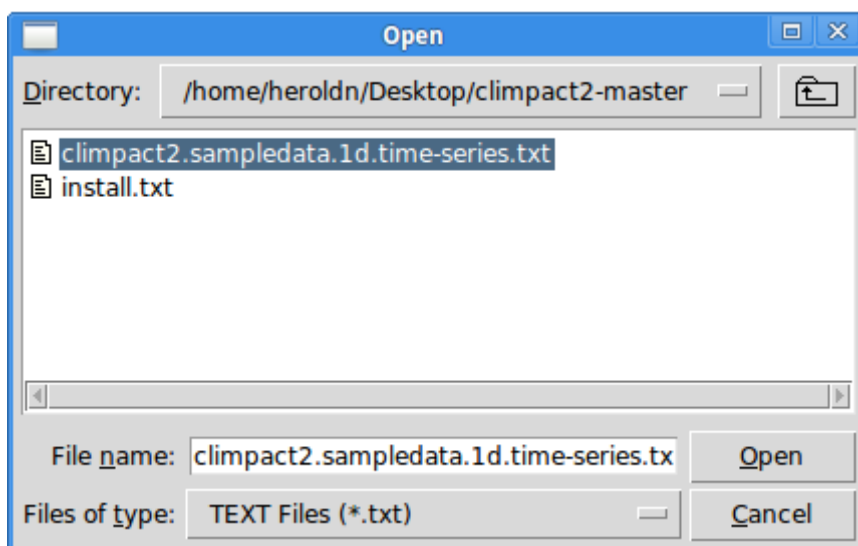 Open
Directory: /home/heroldn/Desktop/climpact2-master
climpact2.sampledata.1d.time-series.txt
install.txt
File name: climpact2.sampledata.1d.time-series.tx Open
Files of type: TEXT Files (*.txt) Cancel